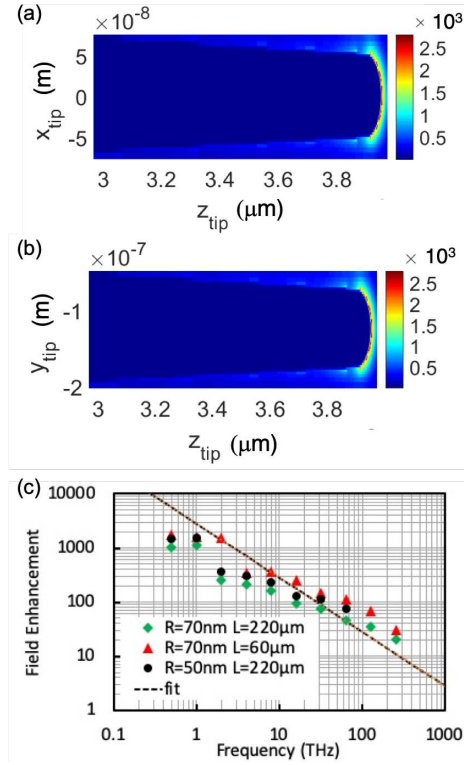 (a)
× 10⁻⁸
× 10³
5
0
-5
x_tip (m)
2.5
2
1.5
1
0.5
3 3.2 3.4 3.6 3.8
z_tip (μm)
(b)
× 10⁻⁷
× 10³
-1
-2
y_tip (m)
2.5
2
1.5
1
0.5
3 3.2 3.4 3.6 3.8
z_tip (μm)
(c)
10000
1000
100
10
1
Field Enhancement
R=70nm L=220μm
R=70nm L=60μm
R=50nm L=220μm
fit
0.1 1 10 100 1000
Frequency (THz)